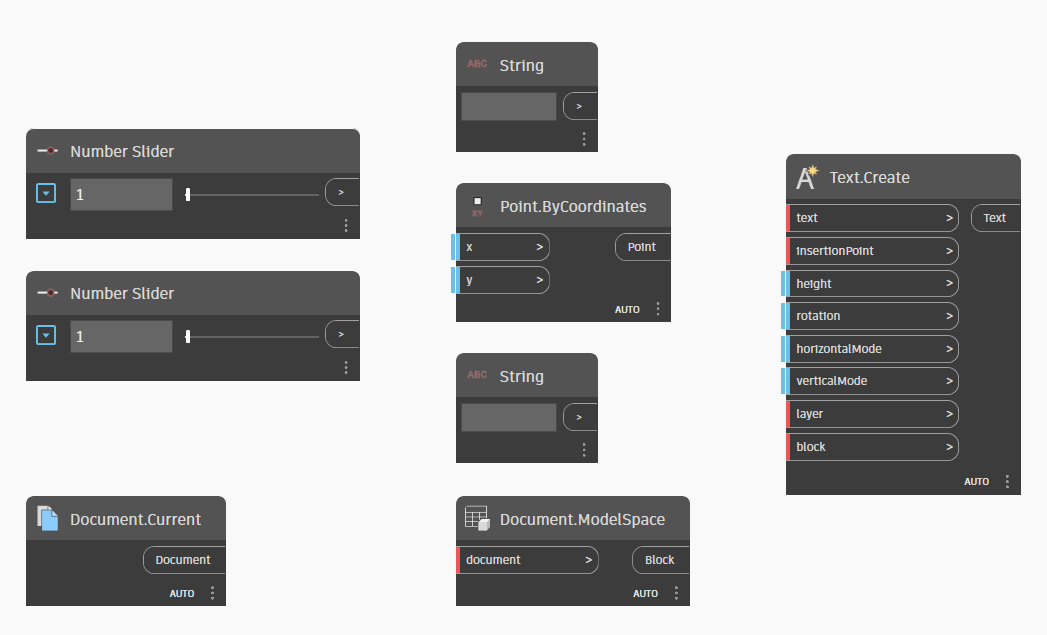 Number Slider
1
>
Number Slider
1
>
Document.Current
Document
AUTO
ABC String
>
XY Point.ByCoordinates
x > Point
y >
AUTO
ABC String
>
Document.ModelSpace
document > Block
AUTO
A Text.Create
text > Text
insertionPoint >
height >
rotation >
horizontalMode >
verticalMode >
layer >
block >
AUTO